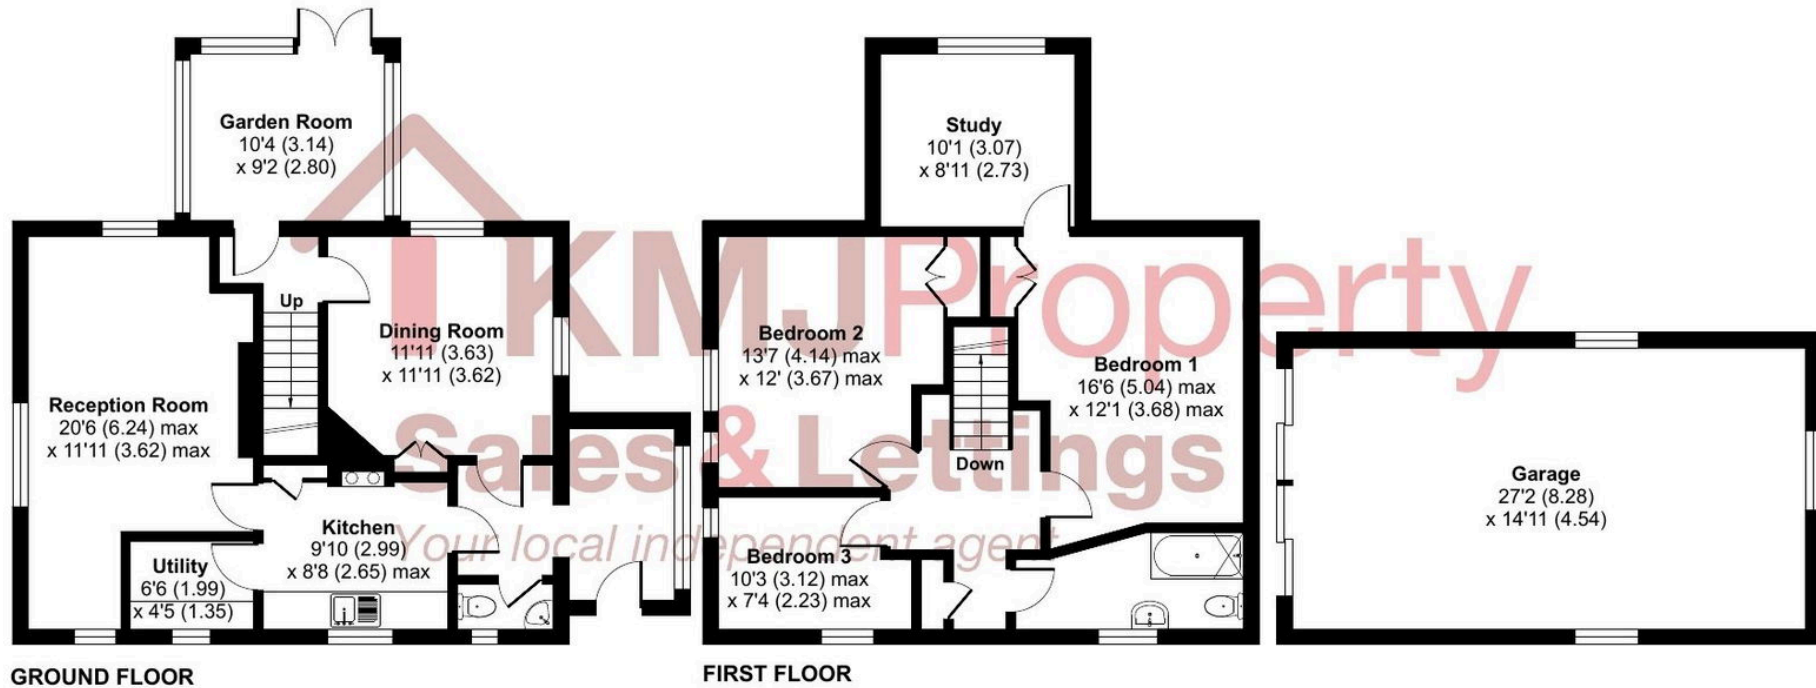 Garden Room
10'4 (3.14)
x 9'2 (2.80)
Up
Dining Room
11'11 (3.63)
x 11'11 (3.62)
Reception Room
20'6 (6.24) max
x 11'11 (3.62) max
Kitchen
9'10 (2.99)
x 8'8 (2.65) max
Utility
6'6 (1.99)
x 4'5 (1.35)
GROUND FLOOR
Study
10'1 (3.07)
x 8'11 (2.73)
Bedroom 2
13'7 (4.14) max
x 12' (3.67) max
Bedroom 1
16'6 (5.04) max
x 12'1 (3.68) max
Down
Bedroom 3
10'3 (3.12) max
x 7'4 (2.23) max
FIRST FLOOR
Garage
27'2 (8.28)
x 14'11 (4.54)
KMJ Property
Sales & Lettings
Your local independent agent